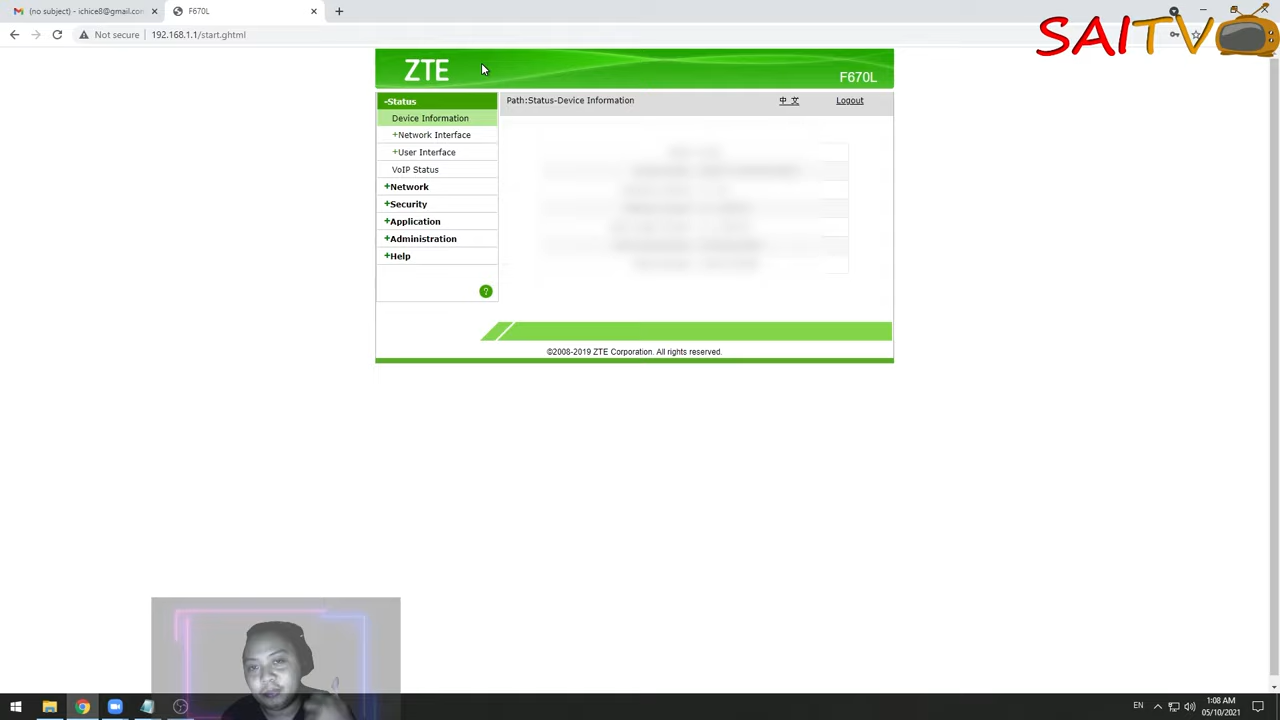 (no subject) - ichice8@gmail.com
F670L
Not secure
192.168.1.1/start.ghtml
SAITV
ZTE
F670L
-Status
Path:Status-Device Information
中 文
Logout
Device Information
+Network Interface
+User Interface
VoIP Status
+Network
+Security
+Application
+Administration
+Help
?
©2008-2019 ZTE Corporation. All rights reserved.
EN
1:08 AM
05/10/2021